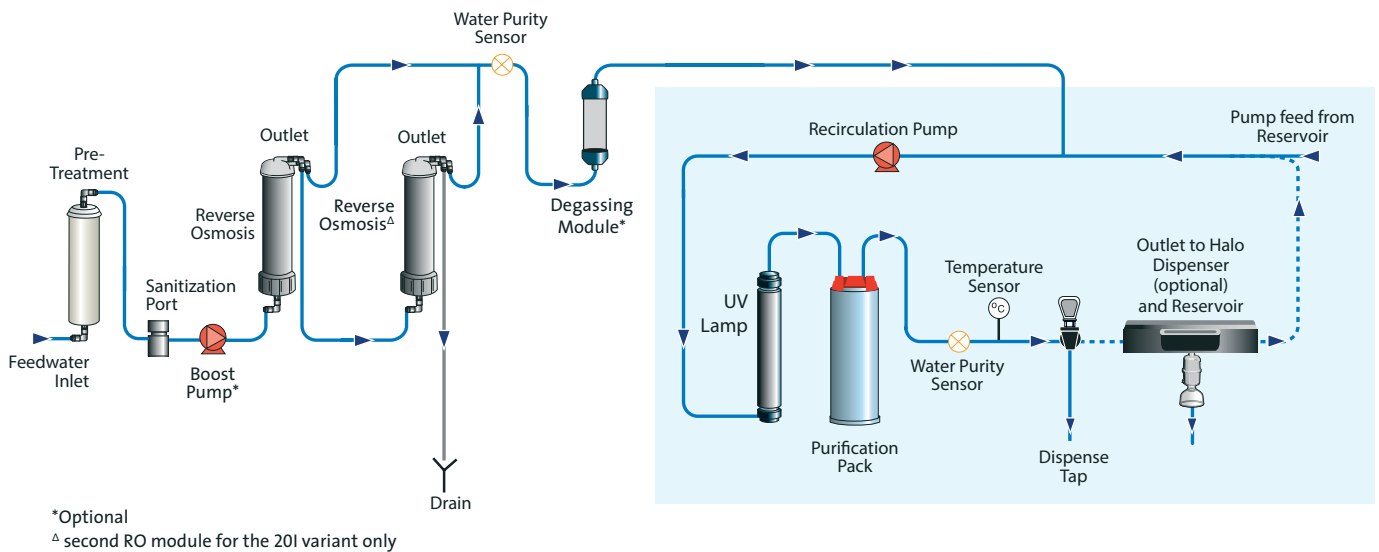 Water Purity
Sensor
Outlet
Outlet
Pre-
Treatment
Reverse
Osmosis
Reverse
OsmosisΔ
Degassing
Module*
Sanitization
Port
Feedwater
Inlet
Boost
Pump*
Drain
Recirculation Pump
Pump feed from
Reservoir
UV
Lamp
Temperature
Sensor
°C
Outlet to Halo
Dispenser
(optional)
and Reservoir
Water Purity
Sensor
Purification
Pack
Dispense
Tap
*Optional
Δ second RO module for the 20I variant only